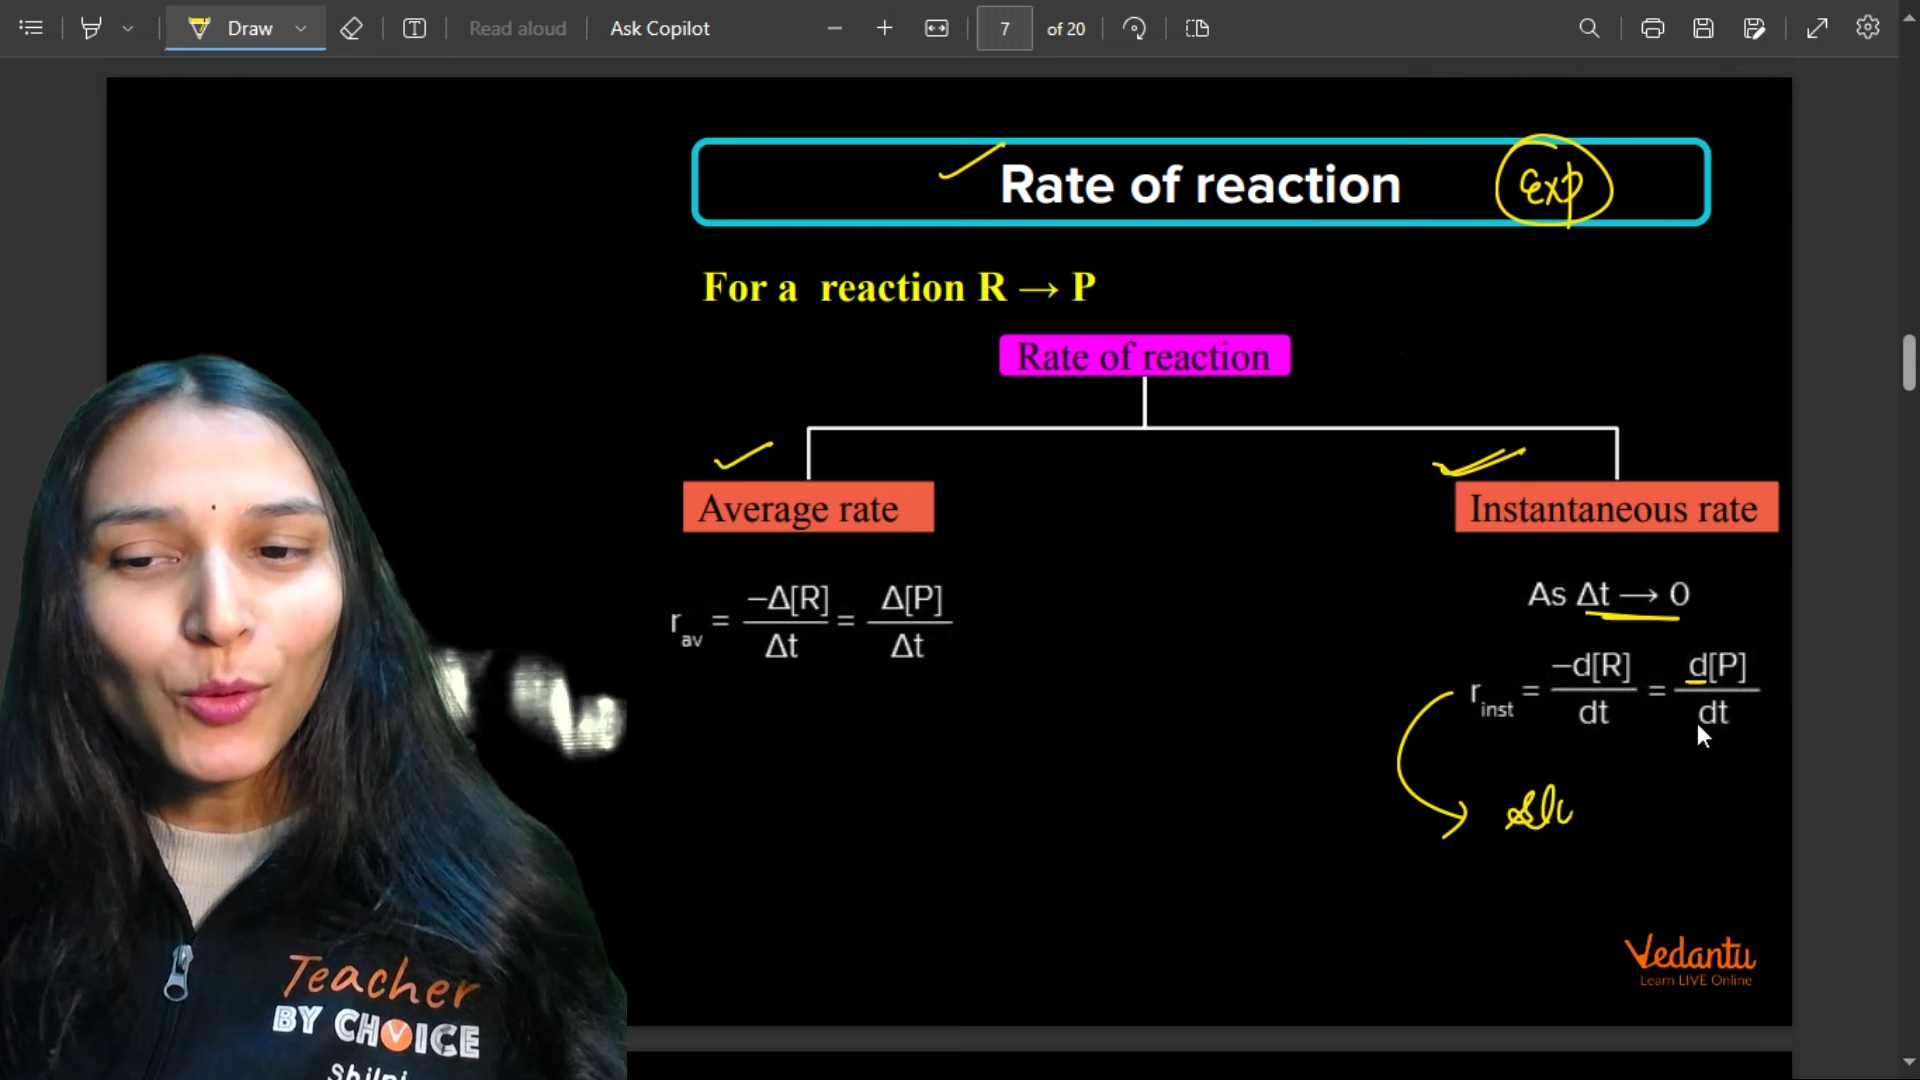 Draw
Read aloud
Ask Copilot
7
of 20
Rate of reaction
Exp
For a reaction R → P
Rate of reaction
Average rate
Instantaneous rate
r_av = −Δ[R]/Δt = Δ[P]/Δt
As Δt → 0
r_inst = −d[R]/dt = d[P]/dt
Vedantu
Learn LIVE Online
Teacher
BY CHOICE